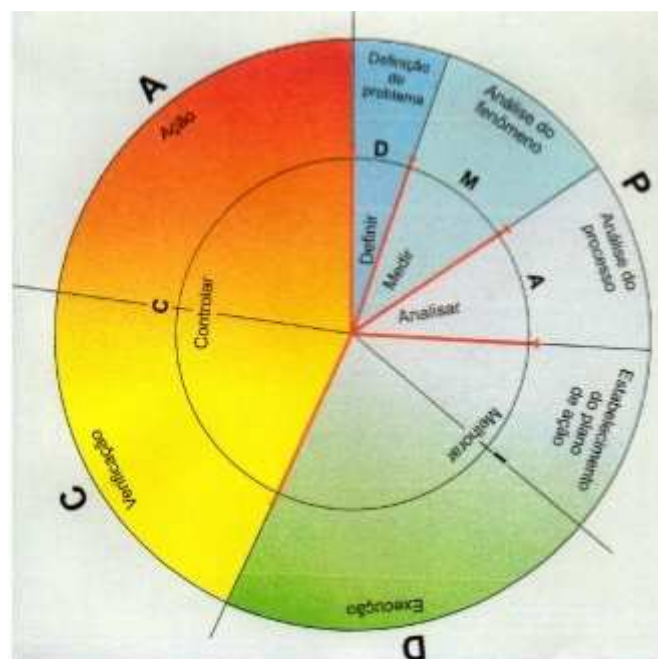 A
Ação
Definição
do
problema
D
Definir
Análise do
fenômeno
M
Medir
P
Análise do
processo
A
Analisar
Estabelecimento
do plano
de ação
Melhorar
I
Execução
D
Verificação
C
C
Controlar